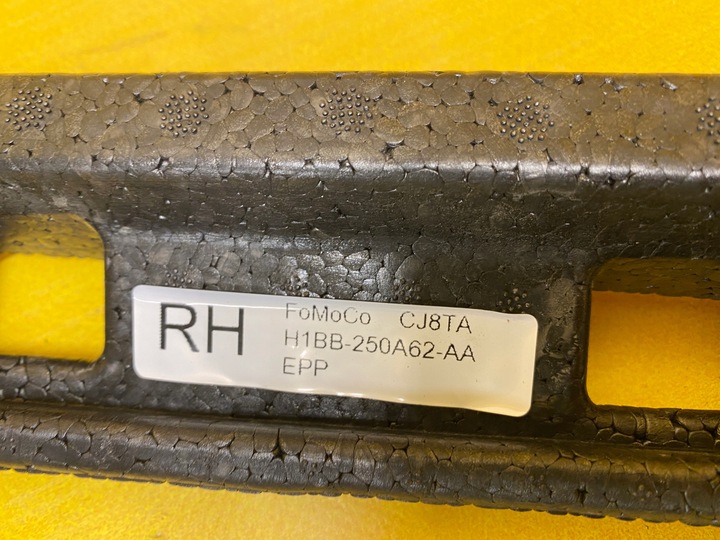 RH
FoMoCo CJ8TA
H1BB-250A62-AA
EPP